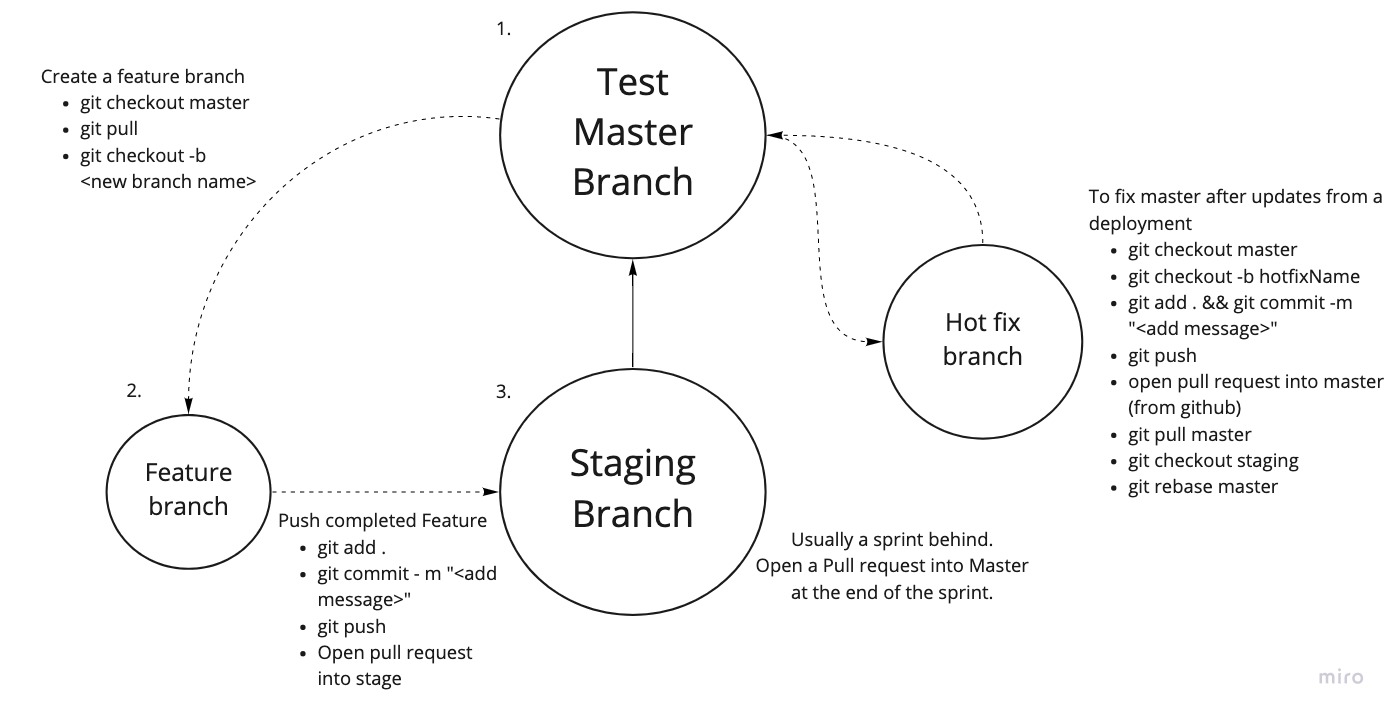 1.
Test
Master
Branch
Create a feature branch
• git checkout master
• git pull
• git checkout -b
<new branch name>
To fix master after updates from a
deployment
• git checkout master
• git checkout -b hotfixName
• git add . && git commit -m
"<add message>"
• git push
• open pull request into master
(from github)
• git pull master
• git checkout staging
• git rebase master
Hot fix
branch
2.
Feature
branch
3.
Staging
Branch
Push completed Feature
• git add .
• git commit - m "<add
message>"
• git push
• Open pull request
into stage
Usually a sprint behind.
Open a Pull request into Master
at the end of the sprint.
miro